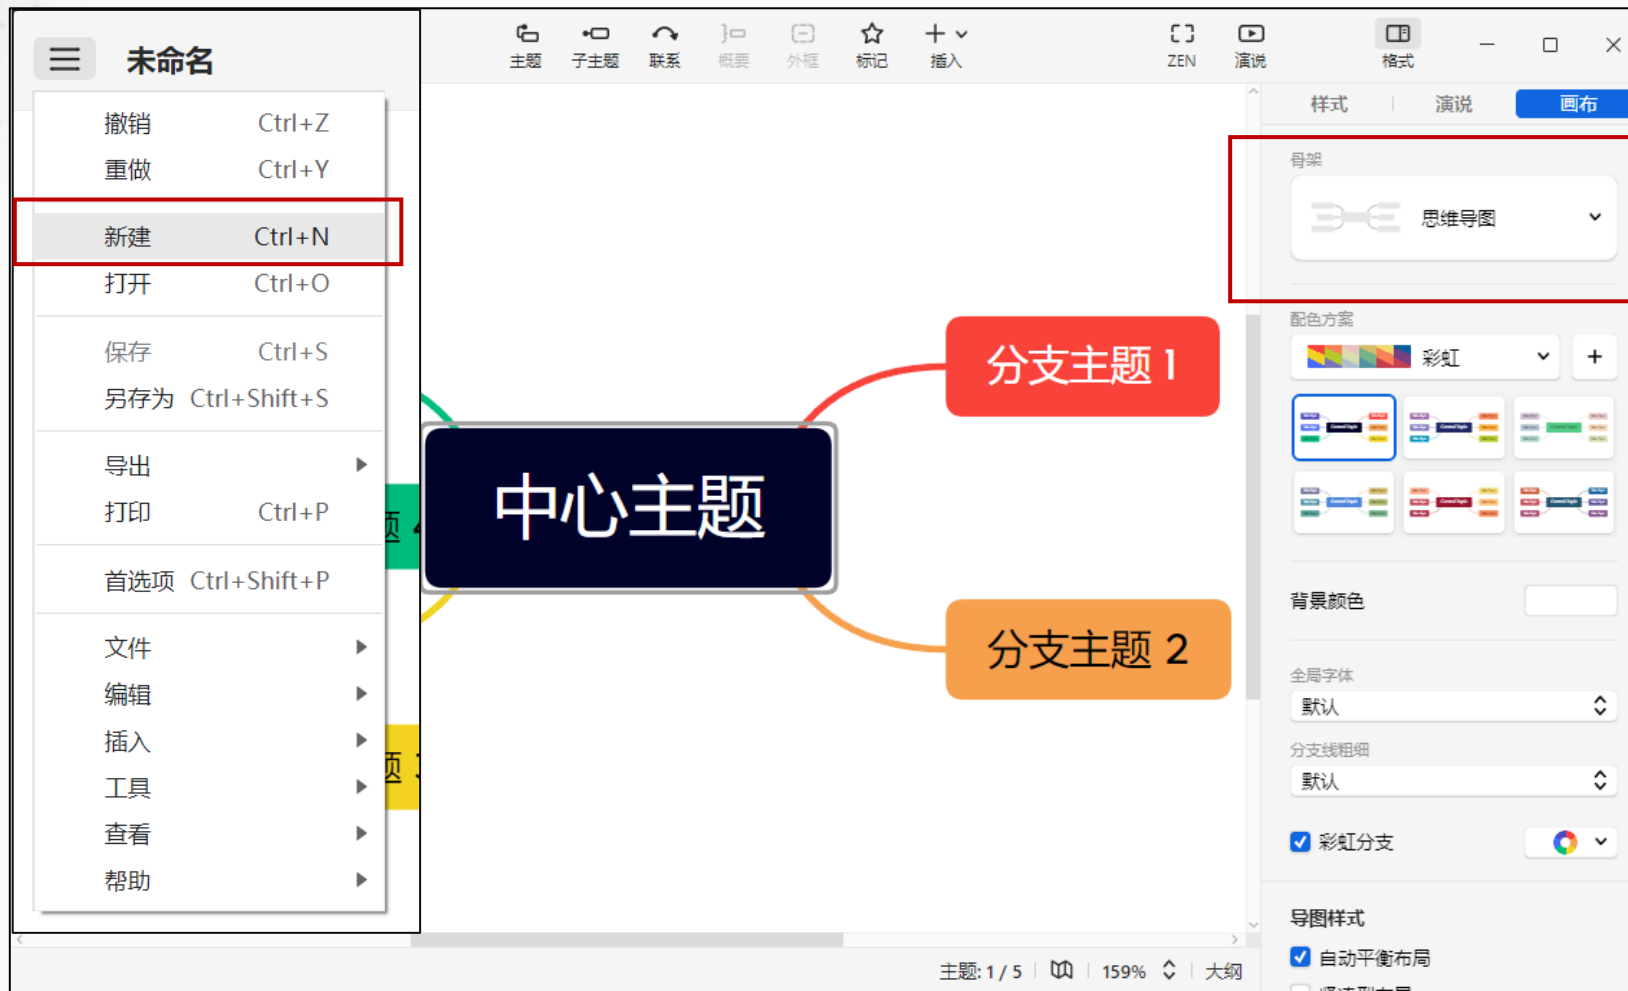 未命名
撤销 Ctrl+Z
重做 Ctrl+Y
新建 Ctrl+N
打开 Ctrl+O
保存 Ctrl+S
另存为 Ctrl+Shift+S
导出
打印 Ctrl+P
首选项 Ctrl+Shift+P
文件
编辑
插入
工具
查看
帮助
主题 子主题 联系 概要 外框 标记 插入 ZEN 演说 格式
中心主题
分支主题 1
分支主题 2
题 4
题
样式 演说 画布
骨架
思维导图
配色方案
彩虹
背景颜色
全局字体
默认
分支线粗细
默认
彩虹分支
导图样式
自动平衡布局
主题: 1 / 5 159% 大纲